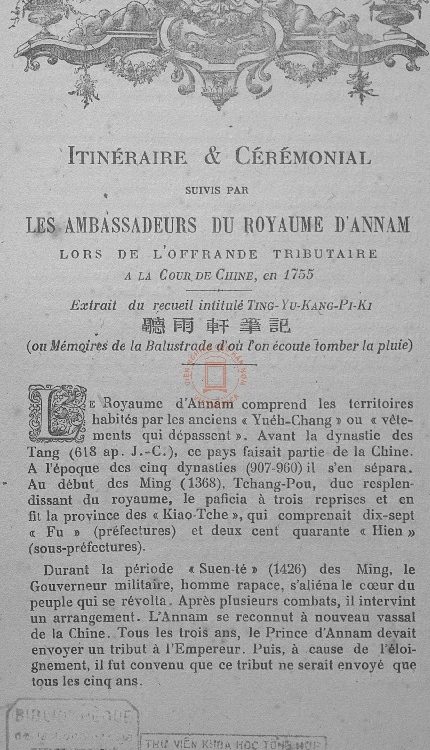 ITINÉRAIRE & CÉRÉMONIAL
SUIVIS PAR
LES AMBASSADEURS DU ROYAUME D'ANNAM
LORS DE L'OFFRANDE TRIBUTAIRE
A LA COUR DE CHINE, en 1755
Extrait du recueil intitulé TING-YU-KANG-PI-KI
聽雨軒筆記
(ou Mémoires de la Balustrade d'où l'on écoute tomber la pluie)
LE Royaume d'Annam comprend les territoires
habités par les anciens « Yuéh-Chang » ou « vête-
ments qui dépassent ». Avant la dynastie des
Tang (618 ap. J.-C.), ce pays faisait partie de la Chine.
A l'époque des cinq dynasties (907-960) il s'en sépara.
Au début des Ming (1368), Tchang-Pou, duc resplen-
dissant du royaume, le pacifia à trois reprises et en
fit la province des « Kiao-Tche », qui comprenait dix-sept
« Fu » (préfectures) et deux cent quarante « Hien »
(sous-préfectures).
Durant la période « Suen-té » (1426) des Ming, le
Gouverneur militaire, homme rapace, s'aliéna le cœur du
peuple qui se révolta. Après plusieurs combats, il intervint
un arrangement. L'Annam se reconnut à nouveau vassal
de la Chine. Tous les trois ans, le Prince d'Annam devait
envoyer un tribut à l'Empereur. Puis, à cause de l'éloi-
gnement, il fut convenu que ce tribut ne serait envoyé que
tous les cinq ans.
BIBLIOTHÈQUE
THƯ VIỆN KHOA HỌC TỔNG HỢP